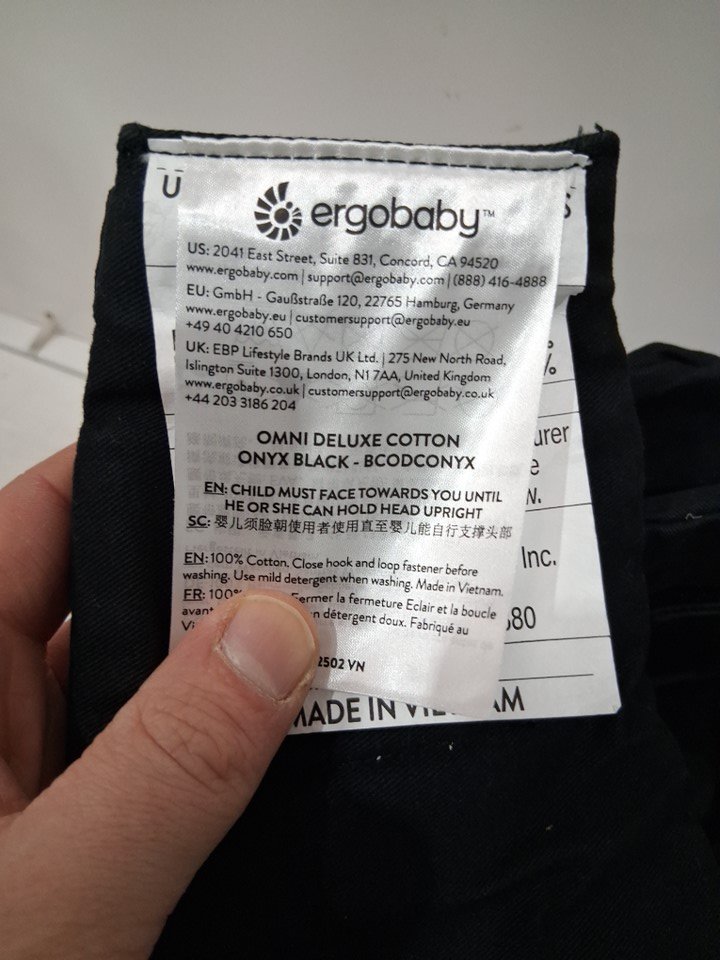 ergobaby™
US: 2041 East Street, Suite 831, Concord, CA 94520
www.ergobaby.com | support@ergobaby.com | (888) 416-4888
EU: GmbH - Gaußstraße 120, 22765 Hamburg, Germany
www.ergobaby.eu | customersupport@ergobaby.eu
+49 40 4210 650
UK: EBP Lifestyle Brands UK Ltd. | 275 New North Road,
Islington Suite 1300, London, N1 7AA, United Kingdom
www.ergobaby.co.uk | customersupport@ergobaby.co.uk
+44 203 3186 204
OMNI DELUXE COTTON
ONYX BLACK - BCODCONYX
EN: CHILD MUST FACE TOWARDS YOU UNTIL
HE OR SHE CAN HOLD HEAD UPRIGHT
SC: 婴儿须脸朝使用者使用直至婴儿能自行支撑头部
EN: 100% Cotton. Close hook and loop fastener before
washing. Use mild detergent when washing. Made in Vietnam.
FR: Fermer la fermeture Eclair et la boucle
avant détergent doux. Fabriqué au
2502 VN
Inc.
MADE IN